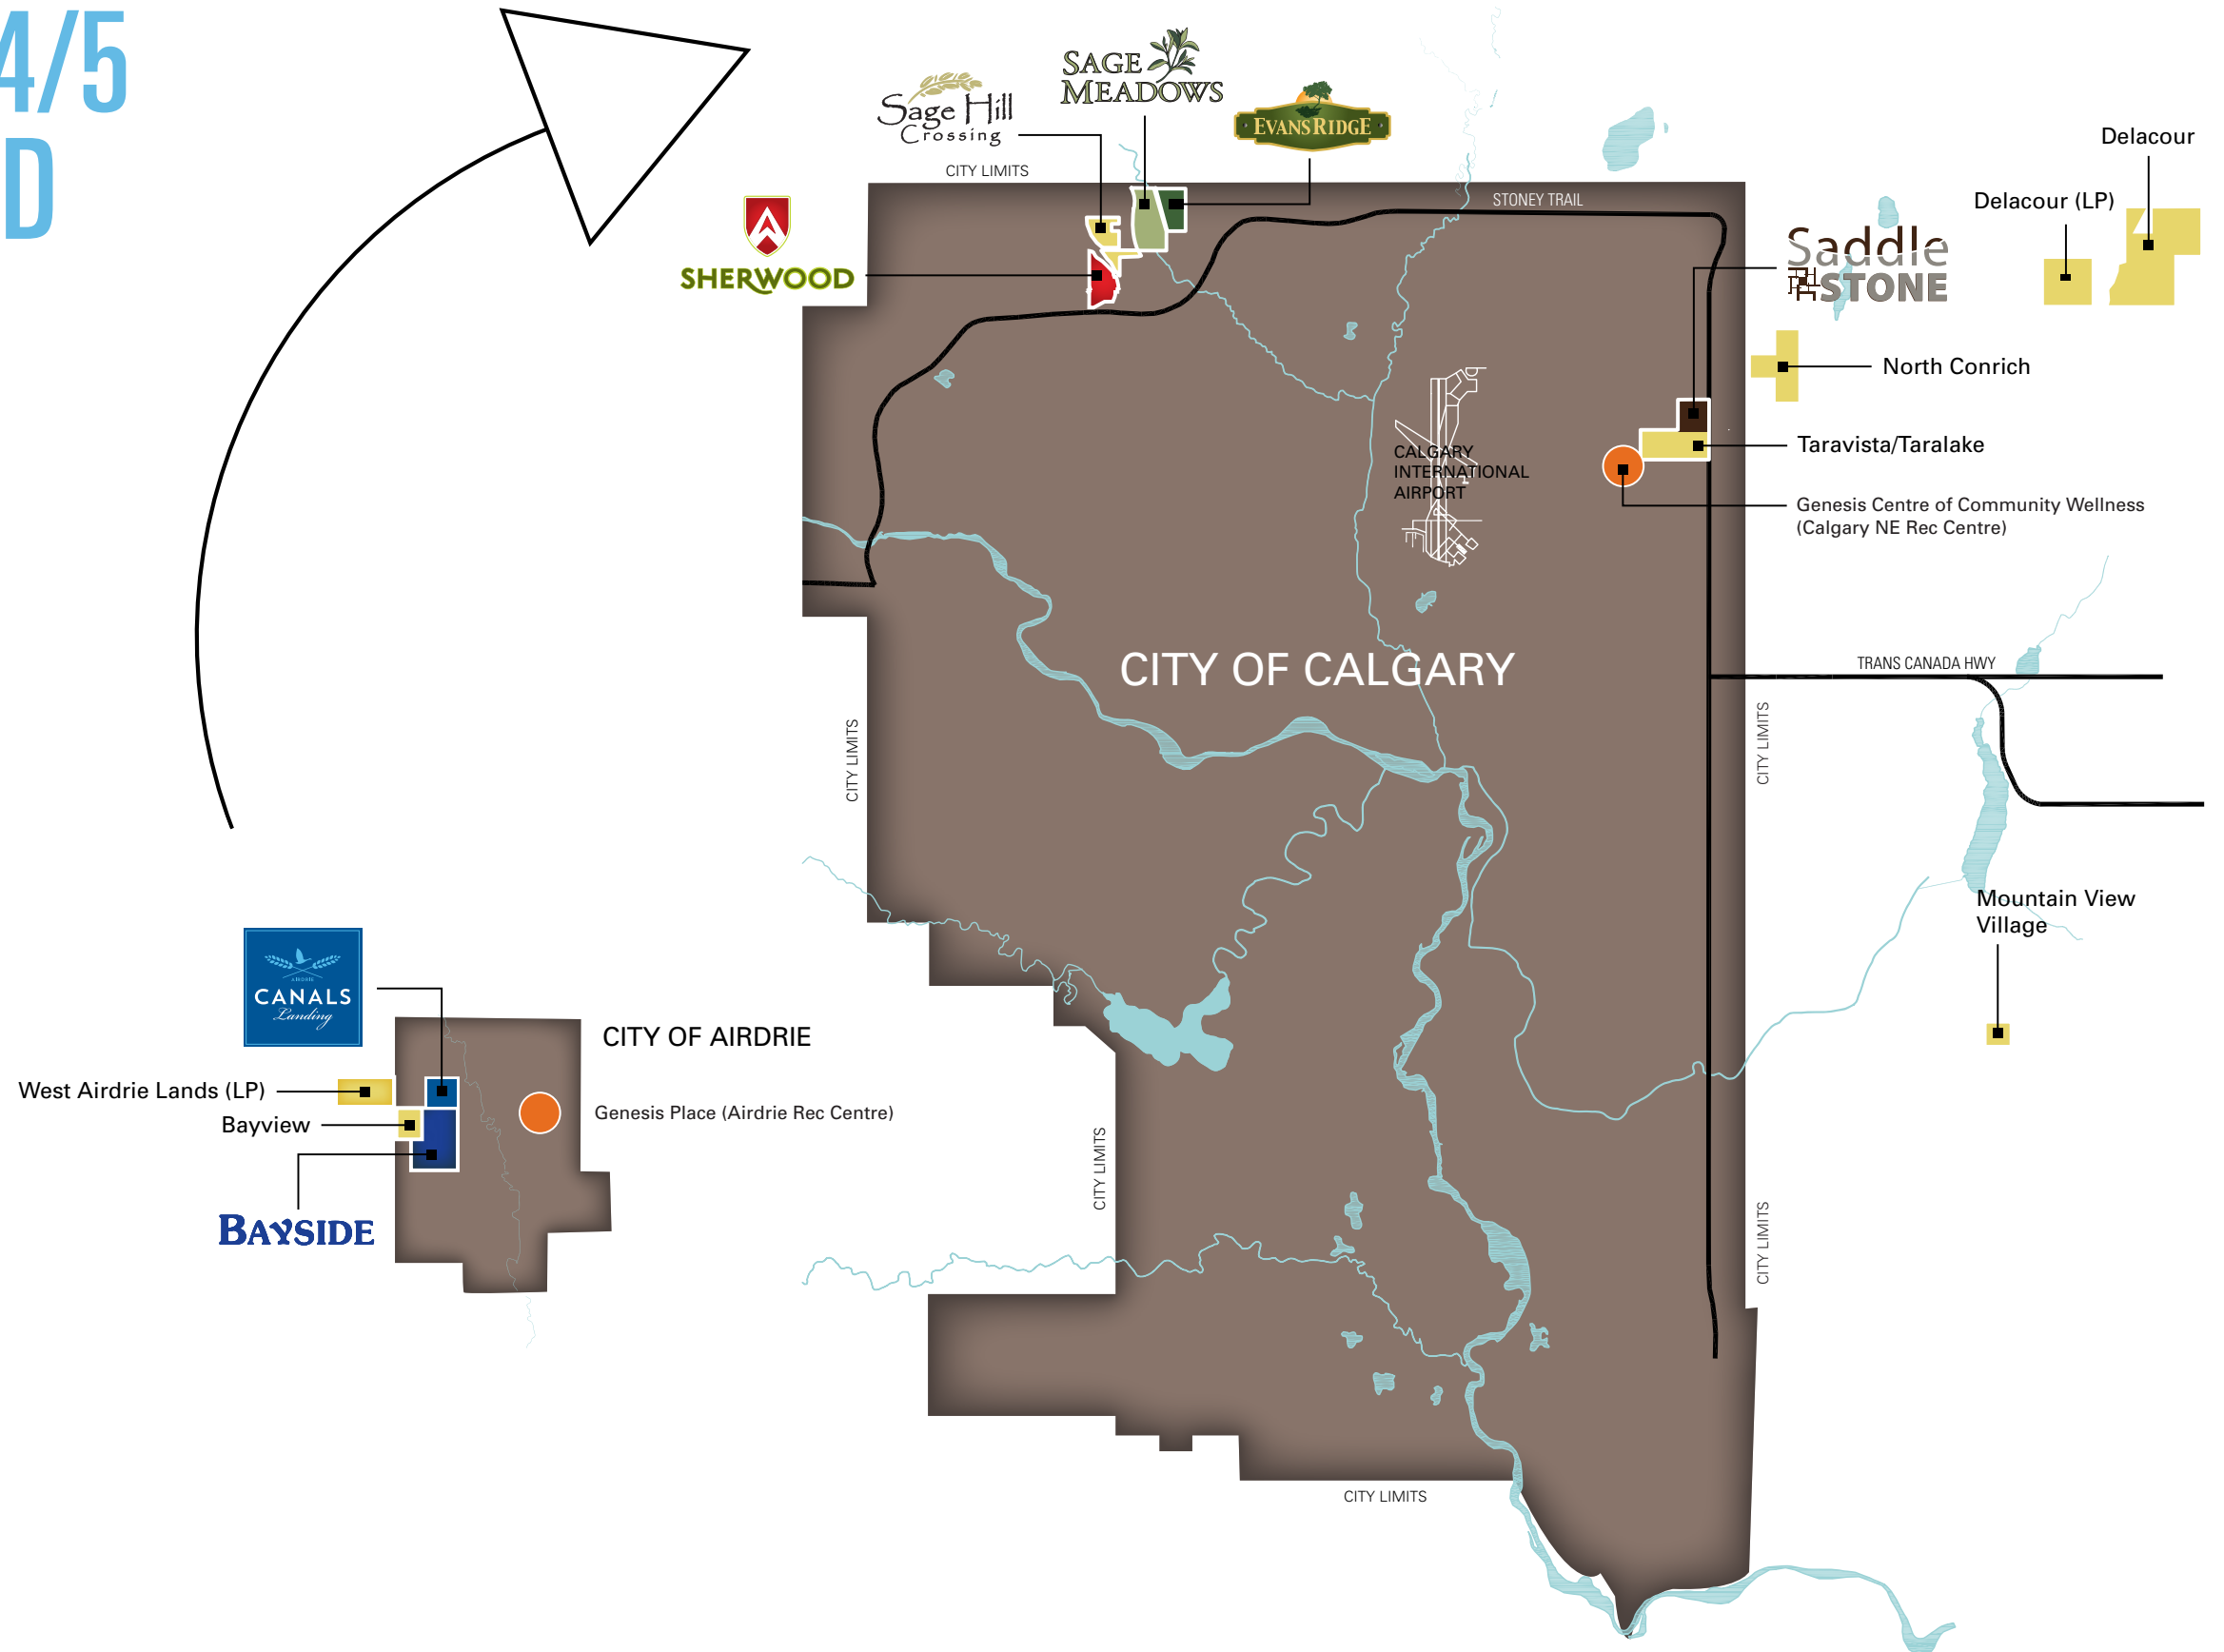 4/5
D
SAGE
MEADOWS
Sage Hill
Crossing
EVANSRIDGE
Delacour
CITY LIMITS
STONEY TRAIL
Delacour (LP)
SHERWOOD
Saddle
STONE
North Conrich
Taravista/Taralake
CALGARY
INTERNATIONAL
AIRPORT
Genesis Centre of Community Wellness
(Calgary NE Rec Centre)
CITY OF CALGARY
TRANS CANADA HWY
CITY LIMITS
CITY LIMITS
Mountain View
Village
AIRDRIE
CANALS
Landing
CITY OF AIRDRIE
West Airdrie Lands (LP)
Genesis Place (Airdrie Rec Centre)
Bayview
CITY LIMITS
BAYSIDE
CITY LIMITS
CITY LIMITS